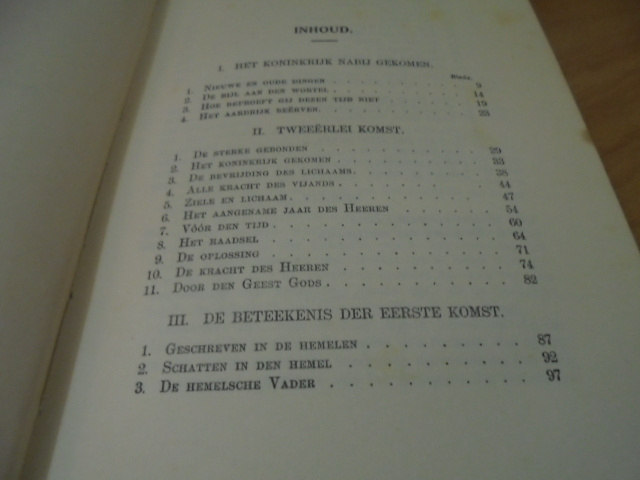 INHOUD.
I. HET KONINKRIJK NABIJ GEKOMEN.
Bladz.
1. NIEUWE EN OUDE DINGEN . . . . . . . . . 9
2. DE BIJL AAN DEN WORTEL . . . . . . . . . 14
3. HOE BEPROEFT GIJ DEZEN TIJD NIET . . . . . . 19
4. HET AARDRIJK BEËRVEN. . . . . . . . . . 23
II. TWEEËRLEI KOMST.
1. DE STERKE GEBONDEN . . . . . . . . . . 29
2. HET KONINKRIJK GEKOMEN . . . . . . . . . 33
3. DE BEVRIJDING DES LICHAAMS. . . . . . . . 38
4. ALLE KRACHT DES VIJANDS . . . . . . . . . 44
5. ZIELE EN LICHAAM. . . . . . . . . . . 47
6. HET AANGENAME JAAR DES HEEREN . . . . . . 54
7. VÓÓR DEN TIJD . . . . . . . . . . . . 60
8. HET RAADSEL . . . . . . . . . . . . 64
9. DE OPLOSSING . . . . . . . . . . . . 71
10. DE KRACHT DES HEEREN . . . . . . . . . 74
11. DOOR DEN GEEST GODS . . . . . . . . . . 82
III. DE BETEEKENIS DER EERSTE KOMST.
1. GESCHREVEN IN DE HEMELEN . . . . . . . . 87
2. SCHATTEN IN DEN HEMEL . . . . . . . . . 92
3. DE HEMELSCHE VADER . . . . . . . . . . 97